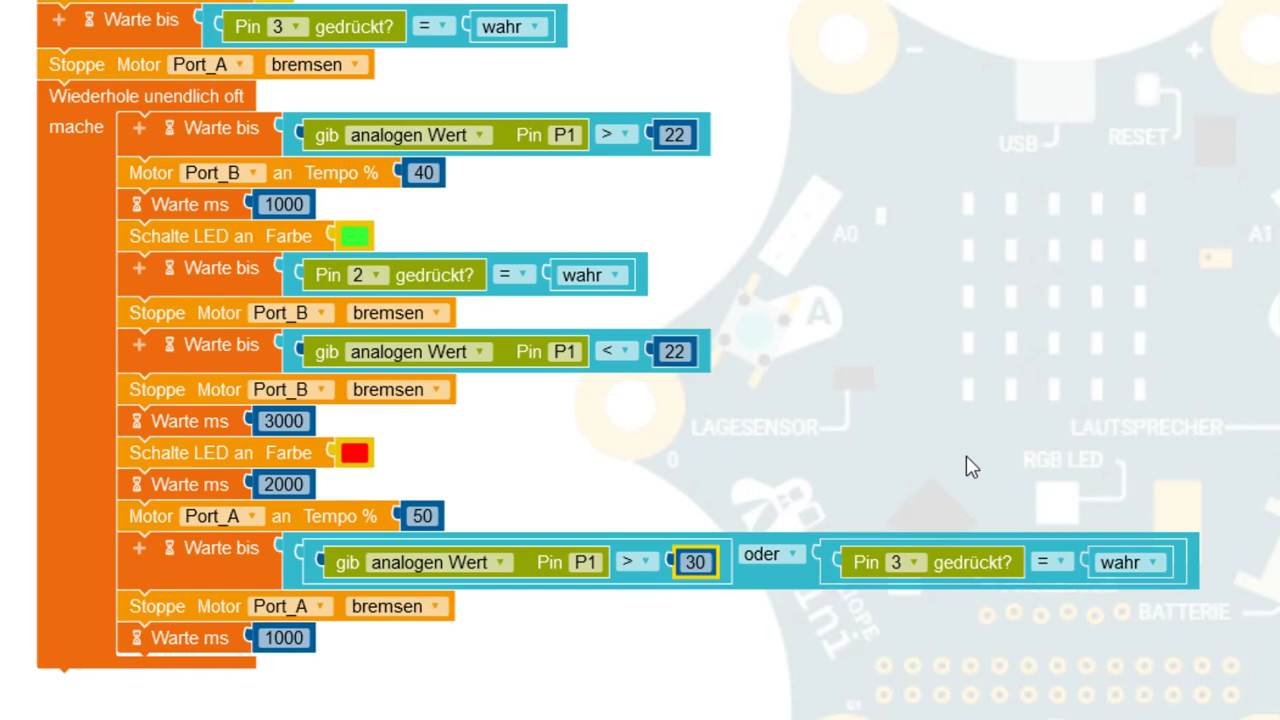 + Warte bis Pin 3 gedrückt? = wahr
Stoppe Motor Port_A bremsen
Wiederhole unendlich oft
mache
+ Warte bis gib analogen Wert Pin P1 > 22
Motor Port_B an Tempo % 40
Warte ms 1000
Schalte LED an Farbe
+ Warte bis Pin 2 gedrückt? = wahr
Stoppe Motor Port_B bremsen
+ Warte bis gib analogen Wert Pin P1 < 22
Stoppe Motor Port_B bremsen
Warte ms 3000
Schalte LED an Farbe
Warte ms 2000
Motor Port_A an Tempo % 50
+ Warte bis gib analogen Wert Pin P1 > 30 oder Pin 3 gedrückt? = wahr
Stoppe Motor Port_A bremsen
Warte ms 1000
− +
USB
RESET
A0
A1
A
LAGESENSOR
LAUTSPRECHER
0
RGB LED
BATTERIE